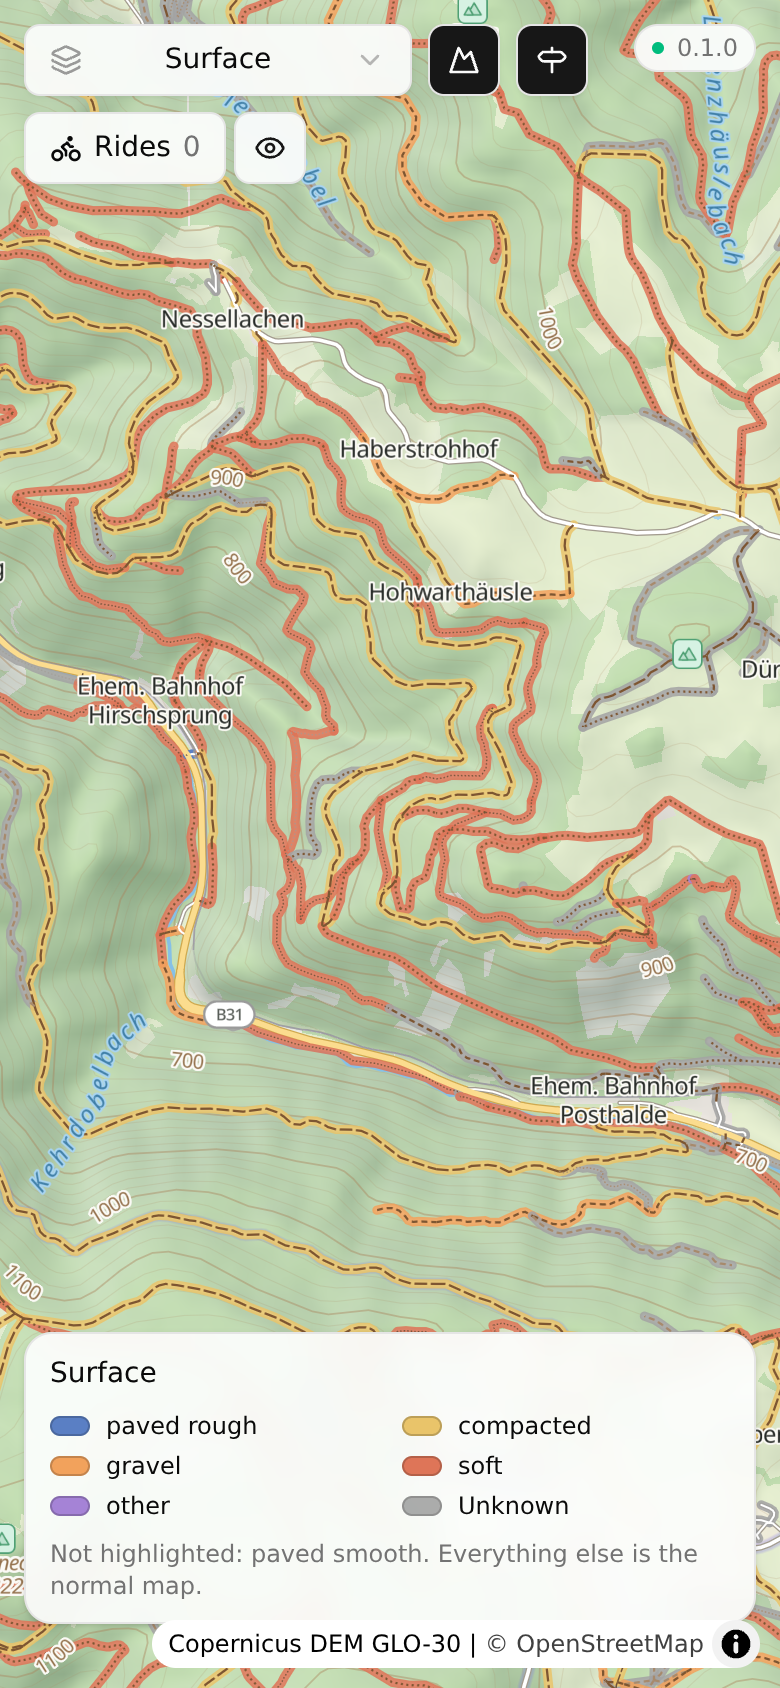 Surface
0.1.0
Rides 0
bel
Nessellachen
1000
Haberstrohhof
900
800
Hohwarthäusle
Dür
Ehem. Bahnhof
Hirschsprung
900
B31
700
Ehem. Bahnhof
Posthalde
Kehrdobelbach
700
1000
1100
Surface
paved rough
compacted
gravel
soft
other
Unknown
Not highlighted: paved smooth. Everything else is the
normal map.
1100
Copernicus DEM GLO-30 | © OpenStreetMap